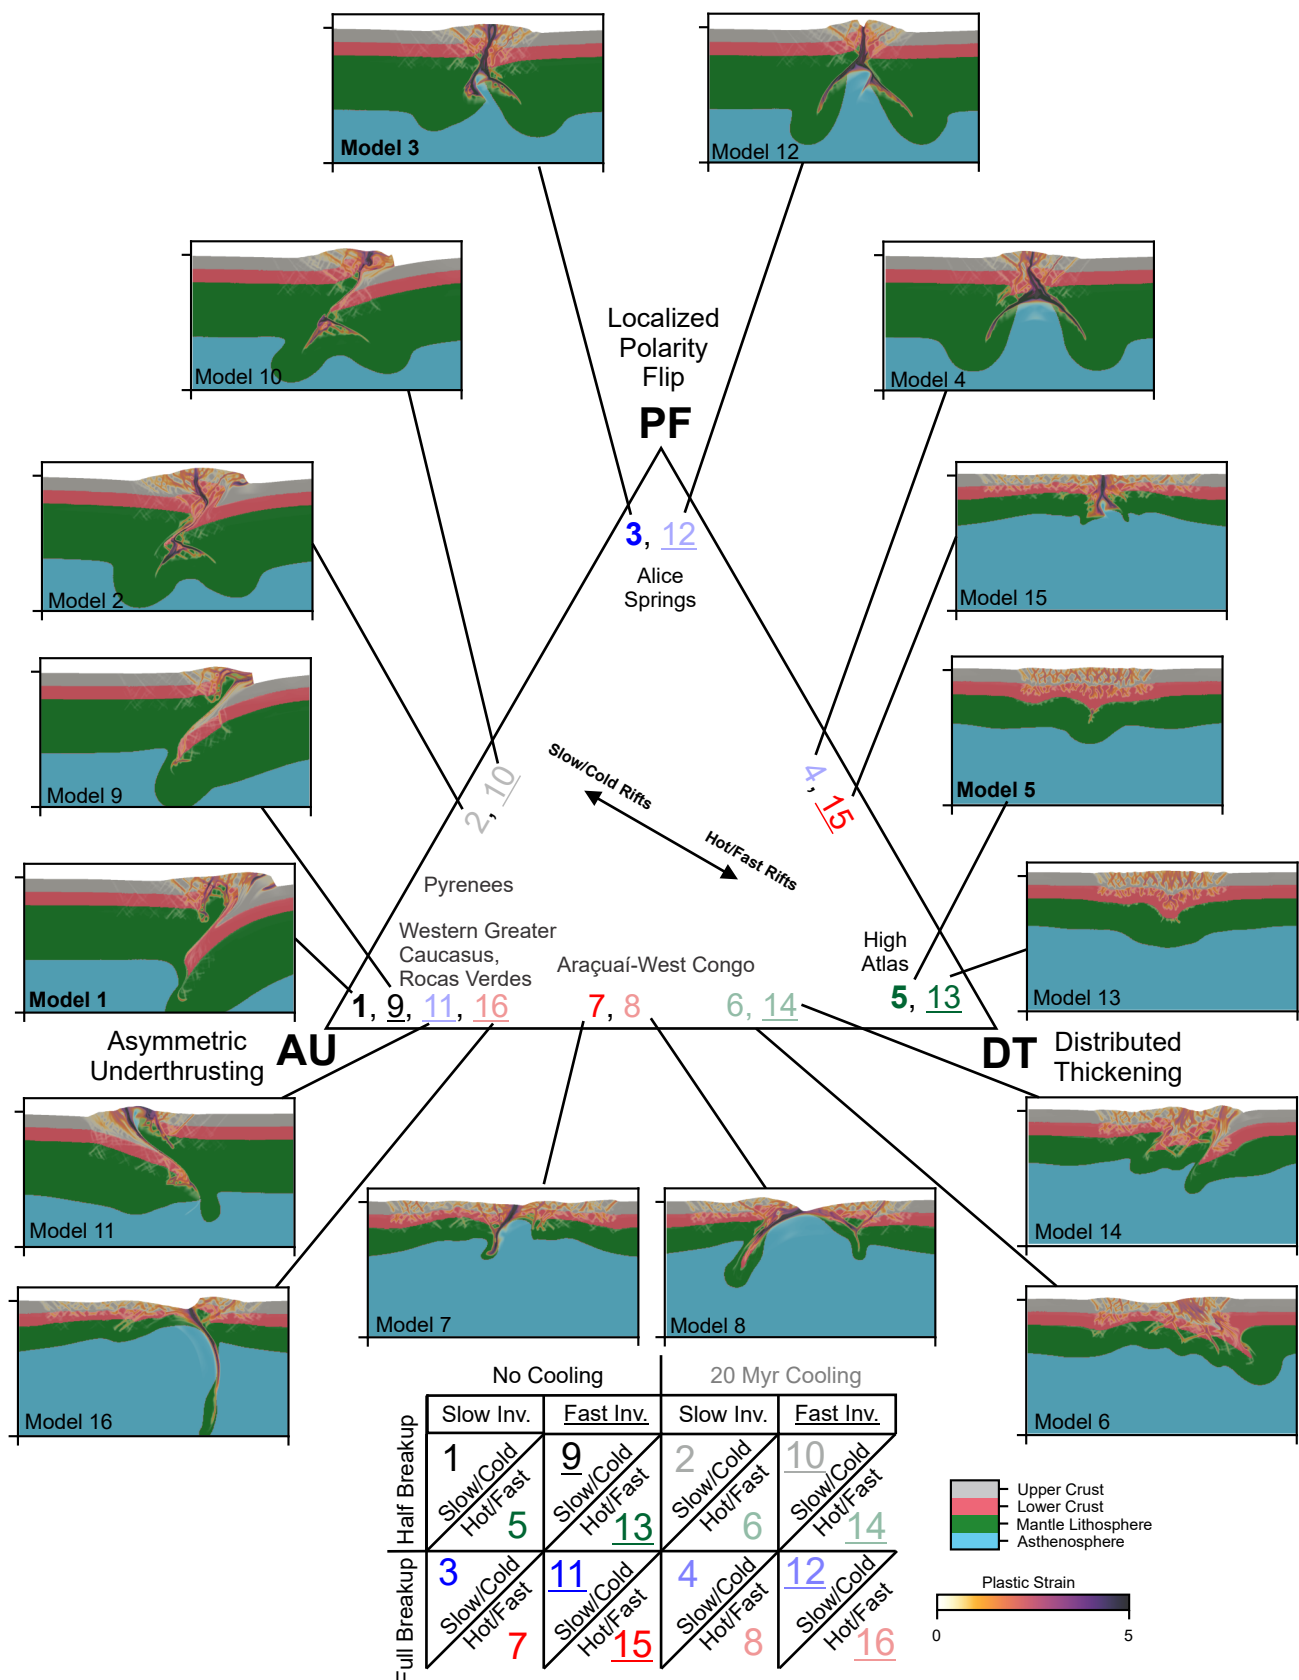 Model 3
Model 12
Model 10
Model 4
Localized
Polarity
Flip
PF
Model 2
Model 15
3, 12
Alice
Springs
Model 9
Model 5
2, 10
4, 15
Slow/Cold Rifts
Hot/Fast Rifts
Pyrenees
Western Greater
Caucasus,
Rocas Verdes
Araçuaí-West Congo
High
Atlas
Model 1
Model 13
1, 9, 11, 16
7, 8
6, 14
5, 13
Asymmetric
Underthrusting
AU
DT
Distributed
Thickening
Model 11
Model 14
Model 16
Model 7
Model 8
Model 6
No Cooling
20 Myr Cooling
Slow Inv.
Fast Inv.
Slow Inv.
Fast Inv.
Half Breakup
1 Slow/Cold Hot/Fast 5
9 Slow/Cold Hot/Fast 13
2 Slow/Cold Hot/Fast 6
10 Slow/Cold Hot/Fast 14
Full Breakup
3 Slow/Cold Hot/Fast 7
11 Slow/Cold Hot/Fast 15
4 Slow/Cold Hot/Fast 8
12 Slow/Cold Hot/Fast 16
Upper Crust
Lower Crust
Mantle Lithosphere
Asthenosphere
Plastic Strain
0
5